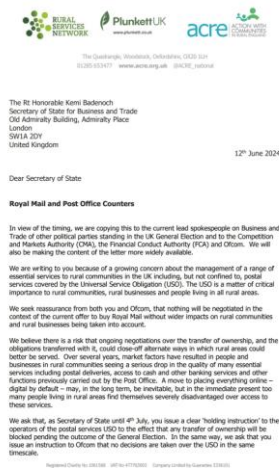 RURAL
SERVICES
NETWORK
PlunkettUK
www.plunkett.co.uk
acre
ACTION WITH
COMMUNITIES
IN RURAL
ENGLAND
The Quadrangle, Woodstock, Oxfordshire, OX20 1LH
01285 653477 www.acre.org.uk @ACRE_national
The Rt Honorable Kemi Badenoch
Secretary of State for Business and Trade
Old Admiralty Building, Admiralty Place
London
SW1A 2DY
United Kingdom
12th June 2024
Dear Secretary of State
Royal Mail and Post Office Counters
In view of the timing, we are copying this to the current lead spokespeople on Business and
Trade of other political parties standing in the UK General Election and to the Competition
and Markets Authority (CMA), the Financial Conduct Authority (FCA) and Ofcom. We will
also be making the content of the letter more widely available.
We are writing to you because of a growing concern about the management of a range of
essential services to rural communities in the UK including, but not confined to, postal
services covered by the Universal Service Obligation (USO). The USO is a matter of critical
importance to rural communities, rural businesses and people living in all rural areas.
We seek reassurance from both you and Ofcom, that nothing will be negotiated in the
context of the current offer to buy Royal Mail without wider impacts on rural communities
and rural businesses being taken into account.
We believe there is a risk that ongoing negotiations over the transfer of ownership, and the
obligations transferred with it, could close-off alternate ways in which rural areas could
better be served. Over several years, market factors have resulted in people and
businesses in rural communities seeing a serious drop in the quality of many essential
services including postal deliveries, access to cash and other banking services and other
functions previously carried out by the Post Office. A move to placing everything online –
digital by default – may, in the long term, be inevitable, but in the immediate present too
many people living in rural areas find themselves severely disadvantaged over access to
these services.
We ask that, as Secretary of State until 4th July, you issue a clear 'holding instruction' to the
operators of the postal services USO to the effect that any transfer of ownership will be
blocked pending the outcome of the General Election. In the same way, we ask that you
issue an instruction to Ofcom that no decisions are taken over the USO in the same
timescale.